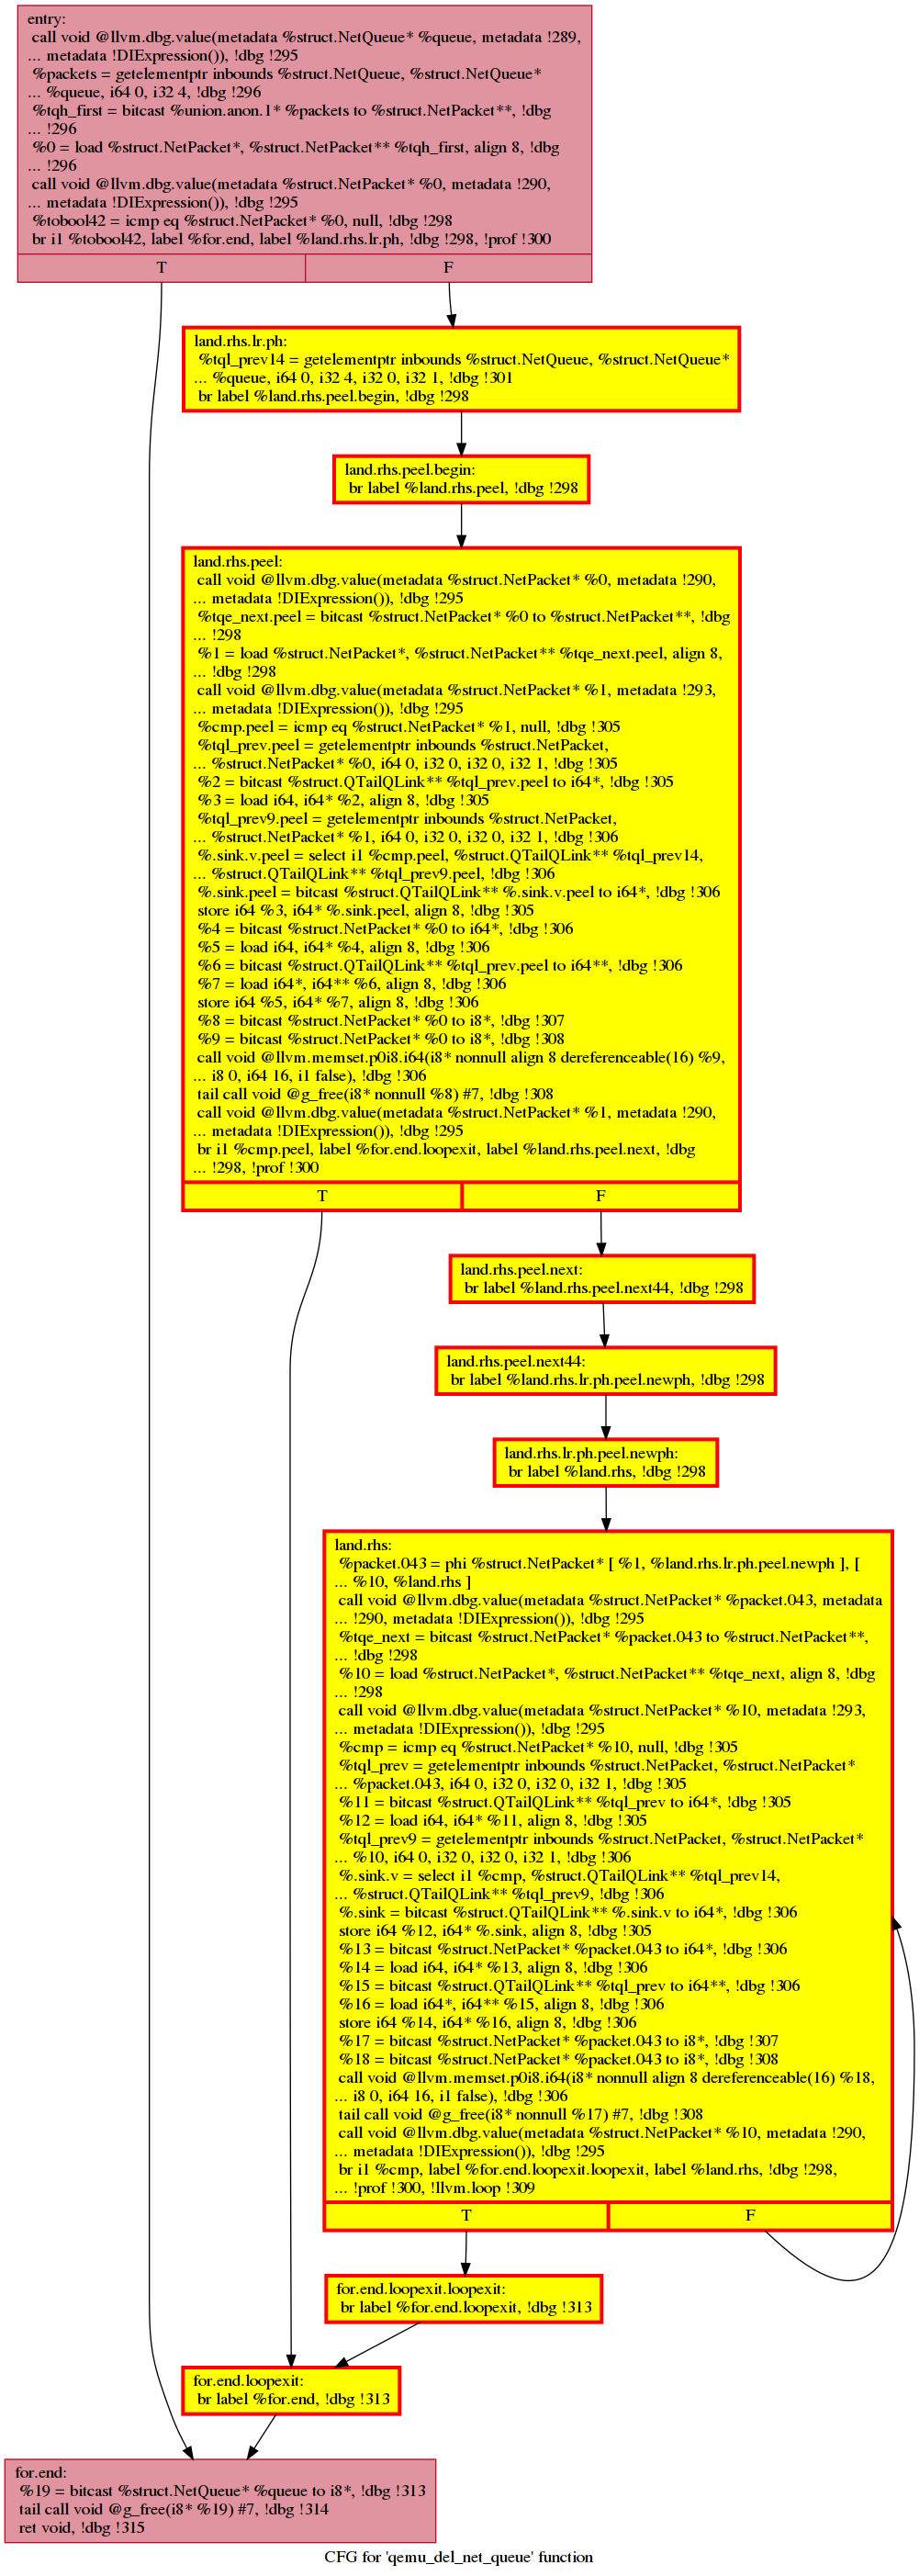 entry:
call void @llvm.dbg.value(metadata %struct.NetQueue* %queue, metadata !289,
... metadata !DIExpression()), !dbg !295
%packets = getelementptr inbounds %struct.NetQueue, %struct.NetQueue*
... %queue, i64 0, i32 4, !dbg !296
%tqh_first = bitcast %union.anon.1* %packets to %struct.NetPacket**, !dbg
... !296
%0 = load %struct.NetPacket*, %struct.NetPacket** %tqh_first, align 8, !dbg
... !296
call void @llvm.dbg.value(metadata %struct.NetPacket* %0, metadata !290,
... metadata !DIExpression()), !dbg !295
%tobool42 = icmp eq %struct.NetPacket* %0, null, !dbg !298
br i1 %tobool42, label %for.end, label %land.rhs.lr.ph, !dbg !298, !prof !300
T F
land.rhs.lr.ph:
%tql_prev14 = getelementptr inbounds %struct.NetQueue, %struct.NetQueue*
... %queue, i64 0, i32 4, i32 0, i32 1, !dbg !301
br label %land.rhs.peel.begin, !dbg !298
land.rhs.peel.begin:
br label %land.rhs.peel, !dbg !298
land.rhs.peel:
call void @llvm.dbg.value(metadata %struct.NetPacket* %0, metadata !290,
... metadata !DIExpression()), !dbg !295
%tqe_next.peel = bitcast %struct.NetPacket* %0 to %struct.NetPacket**, !dbg
... !298
%1 = load %struct.NetPacket*, %struct.NetPacket** %tqe_next.peel, align 8,
... !dbg !298
call void @llvm.dbg.value(metadata %struct.NetPacket* %1, metadata !293,
... metadata !DIExpression()), !dbg !295
%cmp.peel = icmp eq %struct.NetPacket* %1, null, !dbg !305
%tql_prev.peel = getelementptr inbounds %struct.NetPacket,
... %struct.NetPacket* %0, i64 0, i32 0, i32 0, i32 1, !dbg !305
%2 = bitcast %struct.QTailQLink** %tql_prev.peel to i64*, !dbg !305
%3 = load i64, i64* %2, align 8, !dbg !305
%tql_prev9.peel = getelementptr inbounds %struct.NetPacket,
... %struct.NetPacket* %1, i64 0, i32 0, i32 0, i32 1, !dbg !306
%.sink.v.peel = select i1 %cmp.peel, %struct.QTailQLink** %tql_prev14,
... %struct.QTailQLink** %tql_prev9.peel, !dbg !306
%.sink.peel = bitcast %struct.QTailQLink** %.sink.v.peel to i64*, !dbg !306
store i64 %3, i64* %.sink.peel, align 8, !dbg !305
%4 = bitcast %struct.NetPacket* %0 to i64*, !dbg !306
%5 = load i64, i64* %4, align 8, !dbg !306
%6 = bitcast %struct.QTailQLink** %tql_prev.peel to i64**, !dbg !306
%7 = load i64*, i64** %6, align 8, !dbg !306
store i64 %5, i64* %7, align 8, !dbg !306
%8 = bitcast %struct.NetPacket* %0 to i8*, !dbg !307
%9 = bitcast %struct.NetPacket* %0 to i8*, !dbg !308
call void @llvm.memset.p0i8.i64(i8* nonnull align 8 dereferenceable(16) %9,
... i8 0, i64 16, i1 false), !dbg !306
tail call void @g_free(i8* nonnull %8) #7, !dbg !308
call void @llvm.dbg.value(metadata %struct.NetPacket* %1, metadata !290,
... metadata !DIExpression()), !dbg !295
br i1 %cmp.peel, label %for.end.loopexit, label %land.rhs.peel.next, !dbg
... !298, !prof !300
T F
land.rhs.peel.next:
br label %land.rhs.peel.next44, !dbg !298
land.rhs.peel.next44:
br label %land.rhs.lr.ph.peel.newph, !dbg !298
land.rhs.lr.ph.peel.newph:
br label %land.rhs, !dbg !298
land.rhs:
%packet.043 = phi %struct.NetPacket* [ %1, %land.rhs.lr.ph.peel.newph ], [
... %10, %land.rhs ]
call void @llvm.dbg.value(metadata %struct.NetPacket* %packet.043, metadata
... !290, metadata !DIExpression()), !dbg !295
%tqe_next = bitcast %struct.NetPacket* %packet.043 to %struct.NetPacket**,
... !dbg !298
%10 = load %struct.NetPacket*, %struct.NetPacket** %tqe_next, align 8, !dbg
... !298
call void @llvm.dbg.value(metadata %struct.NetPacket* %10, metadata !293,
... metadata !DIExpression()), !dbg !295
%cmp = icmp eq %struct.NetPacket* %10, null, !dbg !305
%tql_prev = getelementptr inbounds %struct.NetPacket, %struct.NetPacket*
... %packet.043, i64 0, i32 0, i32 0, i32 1, !dbg !305
%11 = bitcast %struct.QTailQLink** %tql_prev to i64*, !dbg !305
%12 = load i64, i64* %11, align 8, !dbg !305
%tql_prev9 = getelementptr inbounds %struct.NetPacket, %struct.NetPacket*
... %10, i64 0, i32 0, i32 0, i32 1, !dbg !306
%.sink.v = select i1 %cmp, %struct.QTailQLink** %tql_prev14,
... %struct.QTailQLink** %tql_prev9, !dbg !306
%.sink = bitcast %struct.QTailQLink** %.sink.v to i64*, !dbg !306
store i64 %12, i64* %.sink, align 8, !dbg !305
%13 = bitcast %struct.NetPacket* %packet.043 to i64*, !dbg !306
%14 = load i64, i64* %13, align 8, !dbg !306
%15 = bitcast %struct.QTailQLink** %tql_prev to i64**, !dbg !306
%16 = load i64*, i64** %15, align 8, !dbg !306
store i64 %14, i64* %16, align 8, !dbg !306
%17 = bitcast %struct.NetPacket* %packet.043 to i8*, !dbg !307
%18 = bitcast %struct.NetPacket* %packet.043 to i8*, !dbg !308
call void @llvm.memset.p0i8.i64(i8* nonnull align 8 dereferenceable(16) %18,
... i8 0, i64 16, i1 false), !dbg !306
tail call void @g_free(i8* nonnull %17) #7, !dbg !308
call void @llvm.dbg.value(metadata %struct.NetPacket* %10, metadata !290,
... metadata !DIExpression()), !dbg !295
br i1 %cmp, label %for.end.loopexit.loopexit, label %land.rhs, !dbg !298,
... !prof !300, !llvm.loop !309
T F
for.end.loopexit.loopexit:
br label %for.end.loopexit, !dbg !313
for.end.loopexit:
br label %for.end, !dbg !313
for.end:
%19 = bitcast %struct.NetQueue* %queue to i8*, !dbg !313
tail call void @g_free(i8* %19) #7, !dbg !314
ret void, !dbg !315
CFG for 'qemu_del_net_queue' function